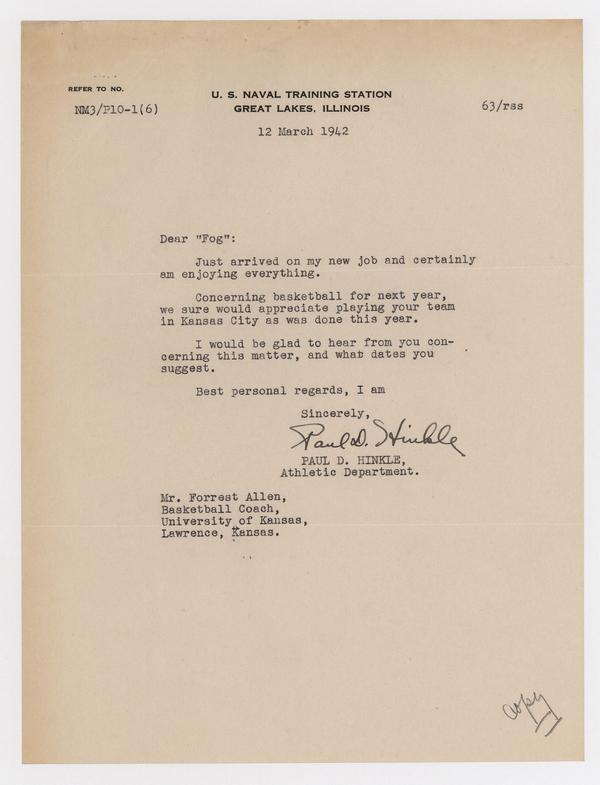 REFER TO NO.
NM3/P10-1(6)
U. S. NAVAL TRAINING STATION
GREAT LAKES, ILLINOIS
63/rss
12 March 1942
Dear "Fog":
Just arrived on my new job and certainly
am enjoying everything.
Concerning basketball for next year,
we sure would appreciate playing your team
in Kansas City as was done this year.
I would be glad to hear from you con-
cerning this matter, and what dates you
suggest.
Best personal regards, I am
Sincerely,
Paul D. Hinkle
PAUL D. HINKLE,
Athletic Department.
Mr. Forrest Allen,
Basketball Coach,
University of Kansas,
Lawrence, Kansas.
copy